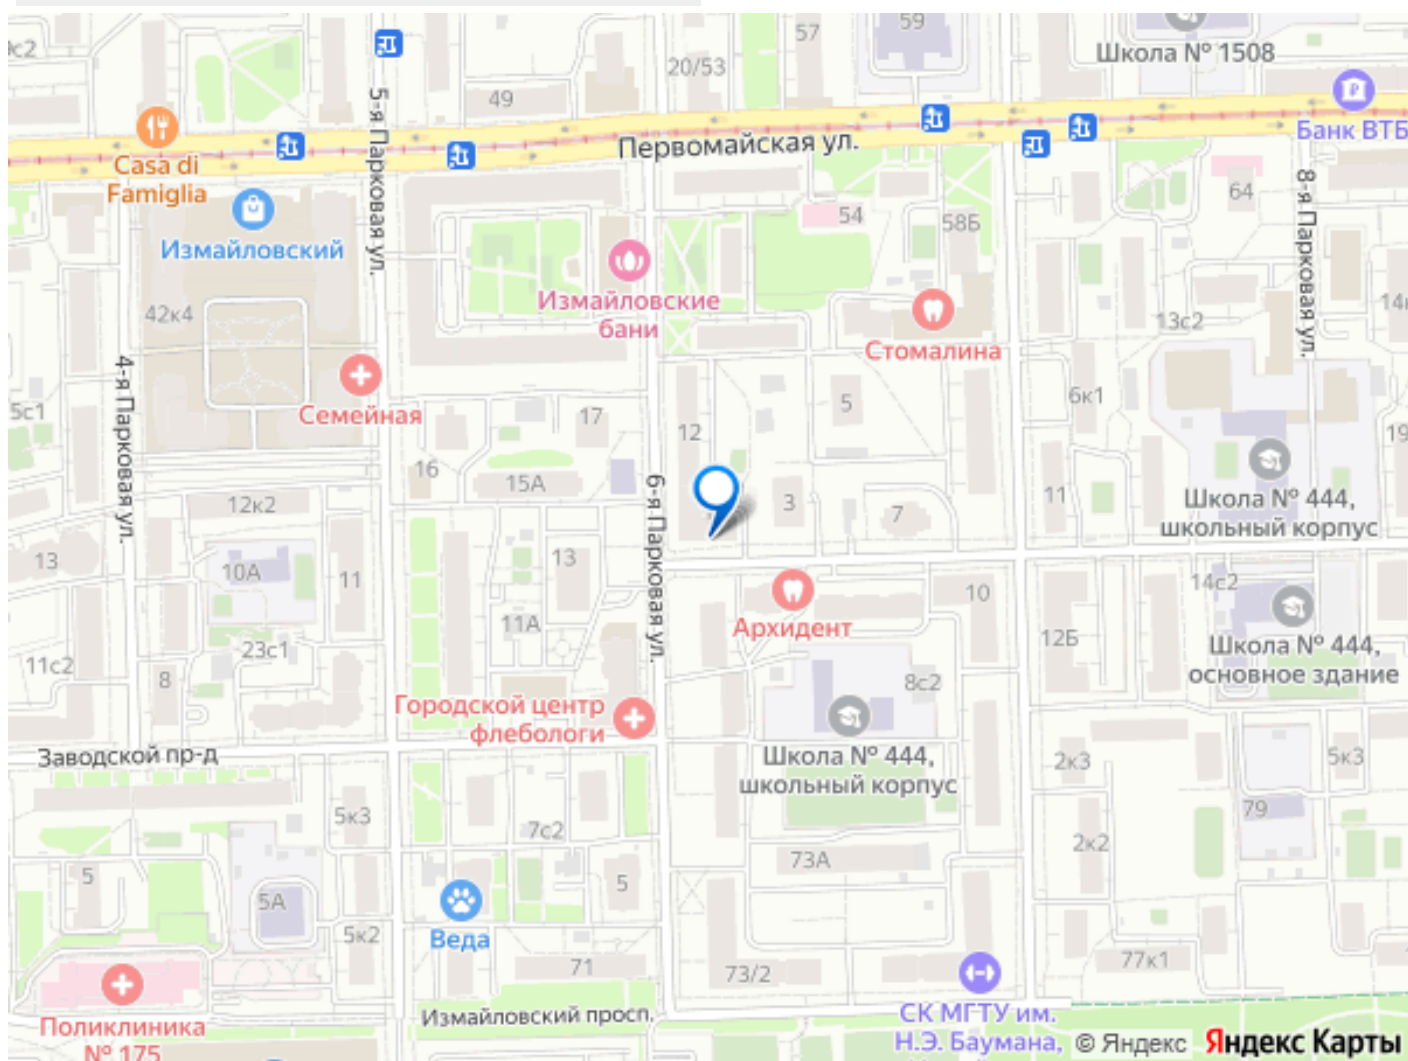 59
57
Школа № 1508
20/53
49
Банк ВТБ
Первомайская ул.
5-я Парковая ул.
Casa di
Famiglia
64
8-я Парковая ул.
54
58Б
Измайловский
Измайловские
бани
42к4
13с2
Стомалина
4-я Парковая ул.
Семейная
5с1
17
12
5
6к1
19
16
15А
6-я Парковая ул.
3
7
11
Школа № 444,
школьный корпус
12к2
13
10А
11
13
14с2
10
11А
Архидент
12Б
Школа № 444,
основное здание
23с1
11с2
8
8с2
Городской центр
флебологи
Заводской пр-д
Школа № 444,
школьный корпус
2к3
5к3
79
5к3
7с2
2к2
73А
5
5А
5
Веда
5к2
71
73/2
77к1
Поликлиника
№ 175
Измайловский просп.
СК МГТУ им.
Н.Э. Баумана,
© Яндекс Яндекс Карты